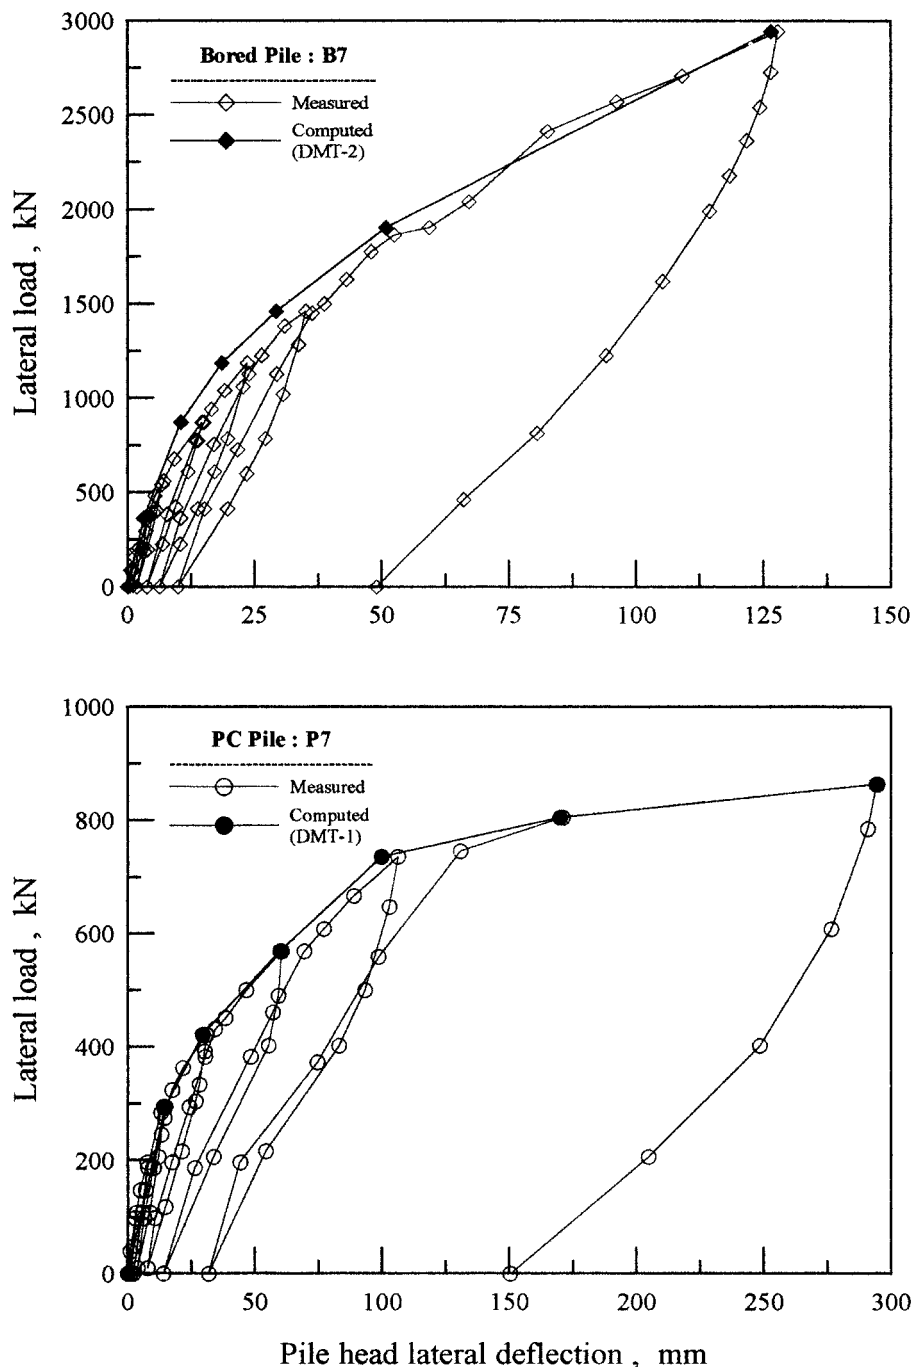 Bored Pile : B7
Measured
Computed
(DMT-2)
Lateral load , kN
3000
2500
2000
1500
1000
500
0
0 25 50 75 100 125 150
PC Pile : P7
Measured
Computed
(DMT-1)
Lateral load , kN
1000
800
600
400
200
0
0 50 100 150 200 250 300
Pile head lateral deflection , mm